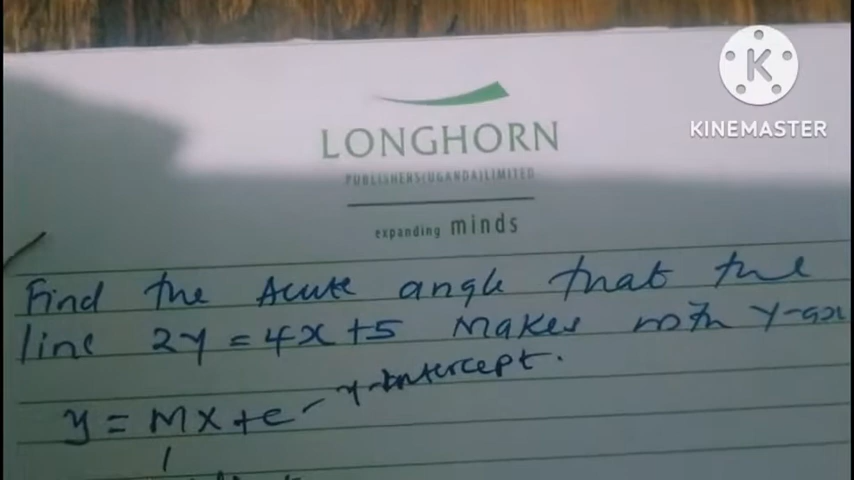 KINEMASTER
LONGHORN
PUBLISHERS(UGANDA)LIMITED
expanding minds
Find the Acute angle that the
line 2y = 4x + 5 makes with Y-ax
y = Mx + c - y-intercept.